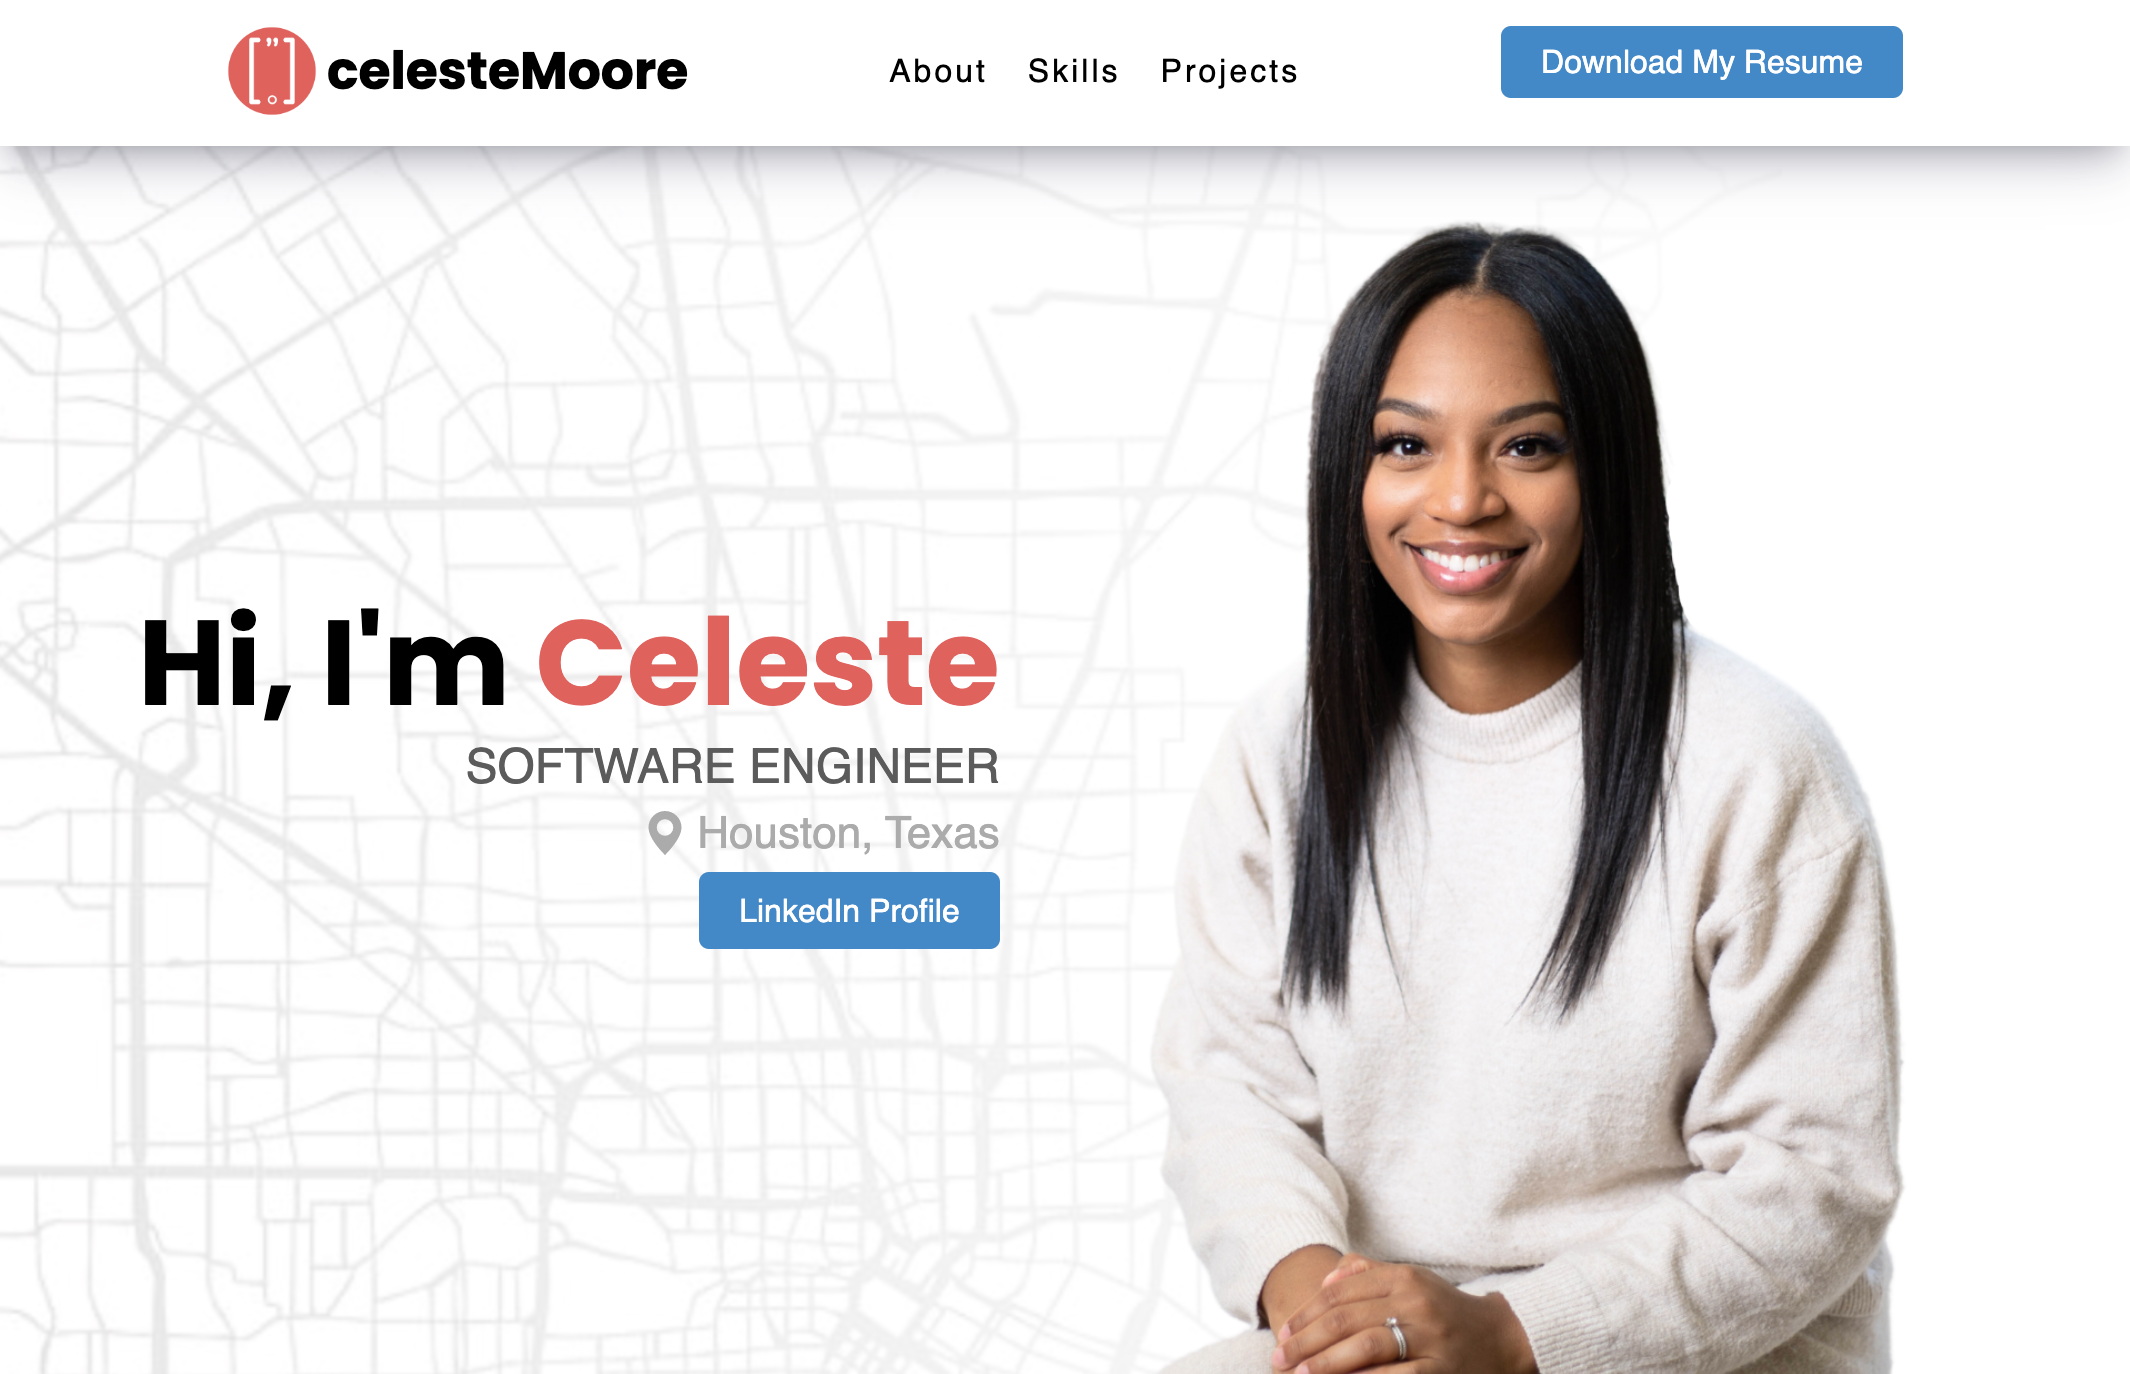 celesteMoore
About Skills Projects
Download My Resume
Hi, I'm Celeste
SOFTWARE ENGINEER
Houston, Texas
LinkedIn Profile